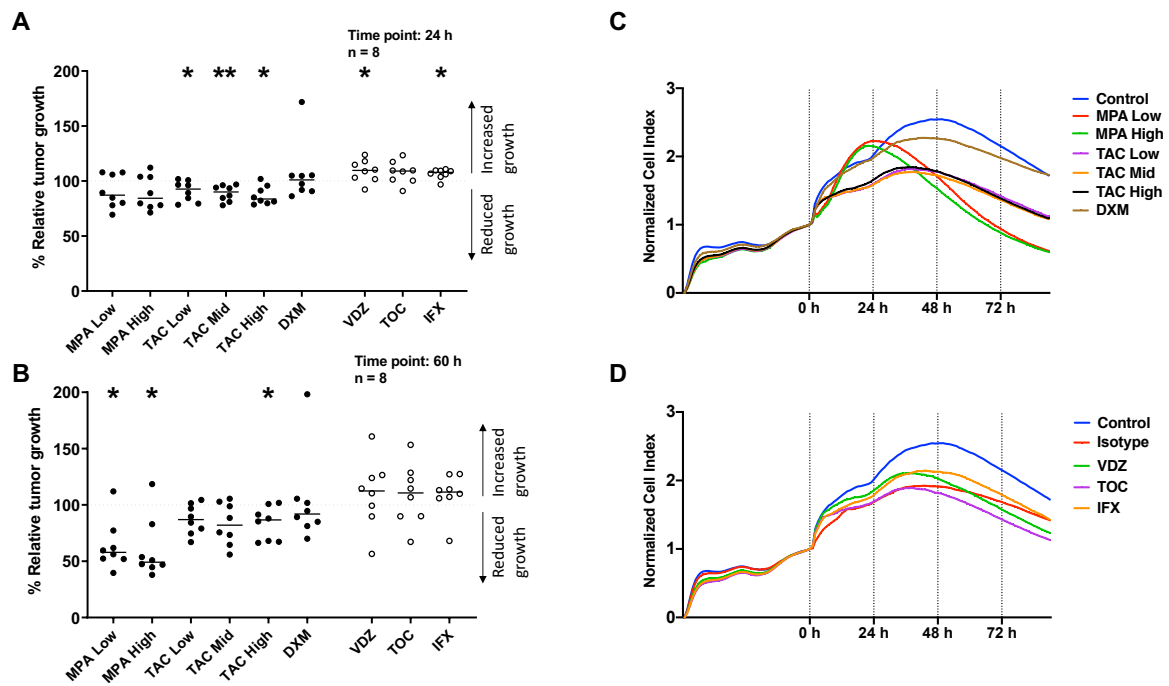 A
Time point: 24 h
n = 8
% Relative tumor growth
200
150
100
50
0
* ** * * *
Increased
growth
Reduced
growth
MPA Low
MPA High
TAC Low
TAC Mid
TAC High
DXM
VDZ
TOC
IFX
B
Time point: 60 h
n = 8
% Relative tumor growth
200
150
100
50
0
* * *
Increased
growth
Reduced
growth
MPA Low
MPA High
TAC Low
TAC Mid
TAC High
DXM
VDZ
TOC
IFX
C
Normalized Cell Index
3
2
1
0
0 h
24 h
48 h
72 h
Control
MPA Low
MPA High
TAC Low
TAC Mid
TAC High
DXM
D
Normalized Cell Index
3
2
1
0
0 h
24 h
48 h
72 h
Control
Isotype
VDZ
TOC
IFX